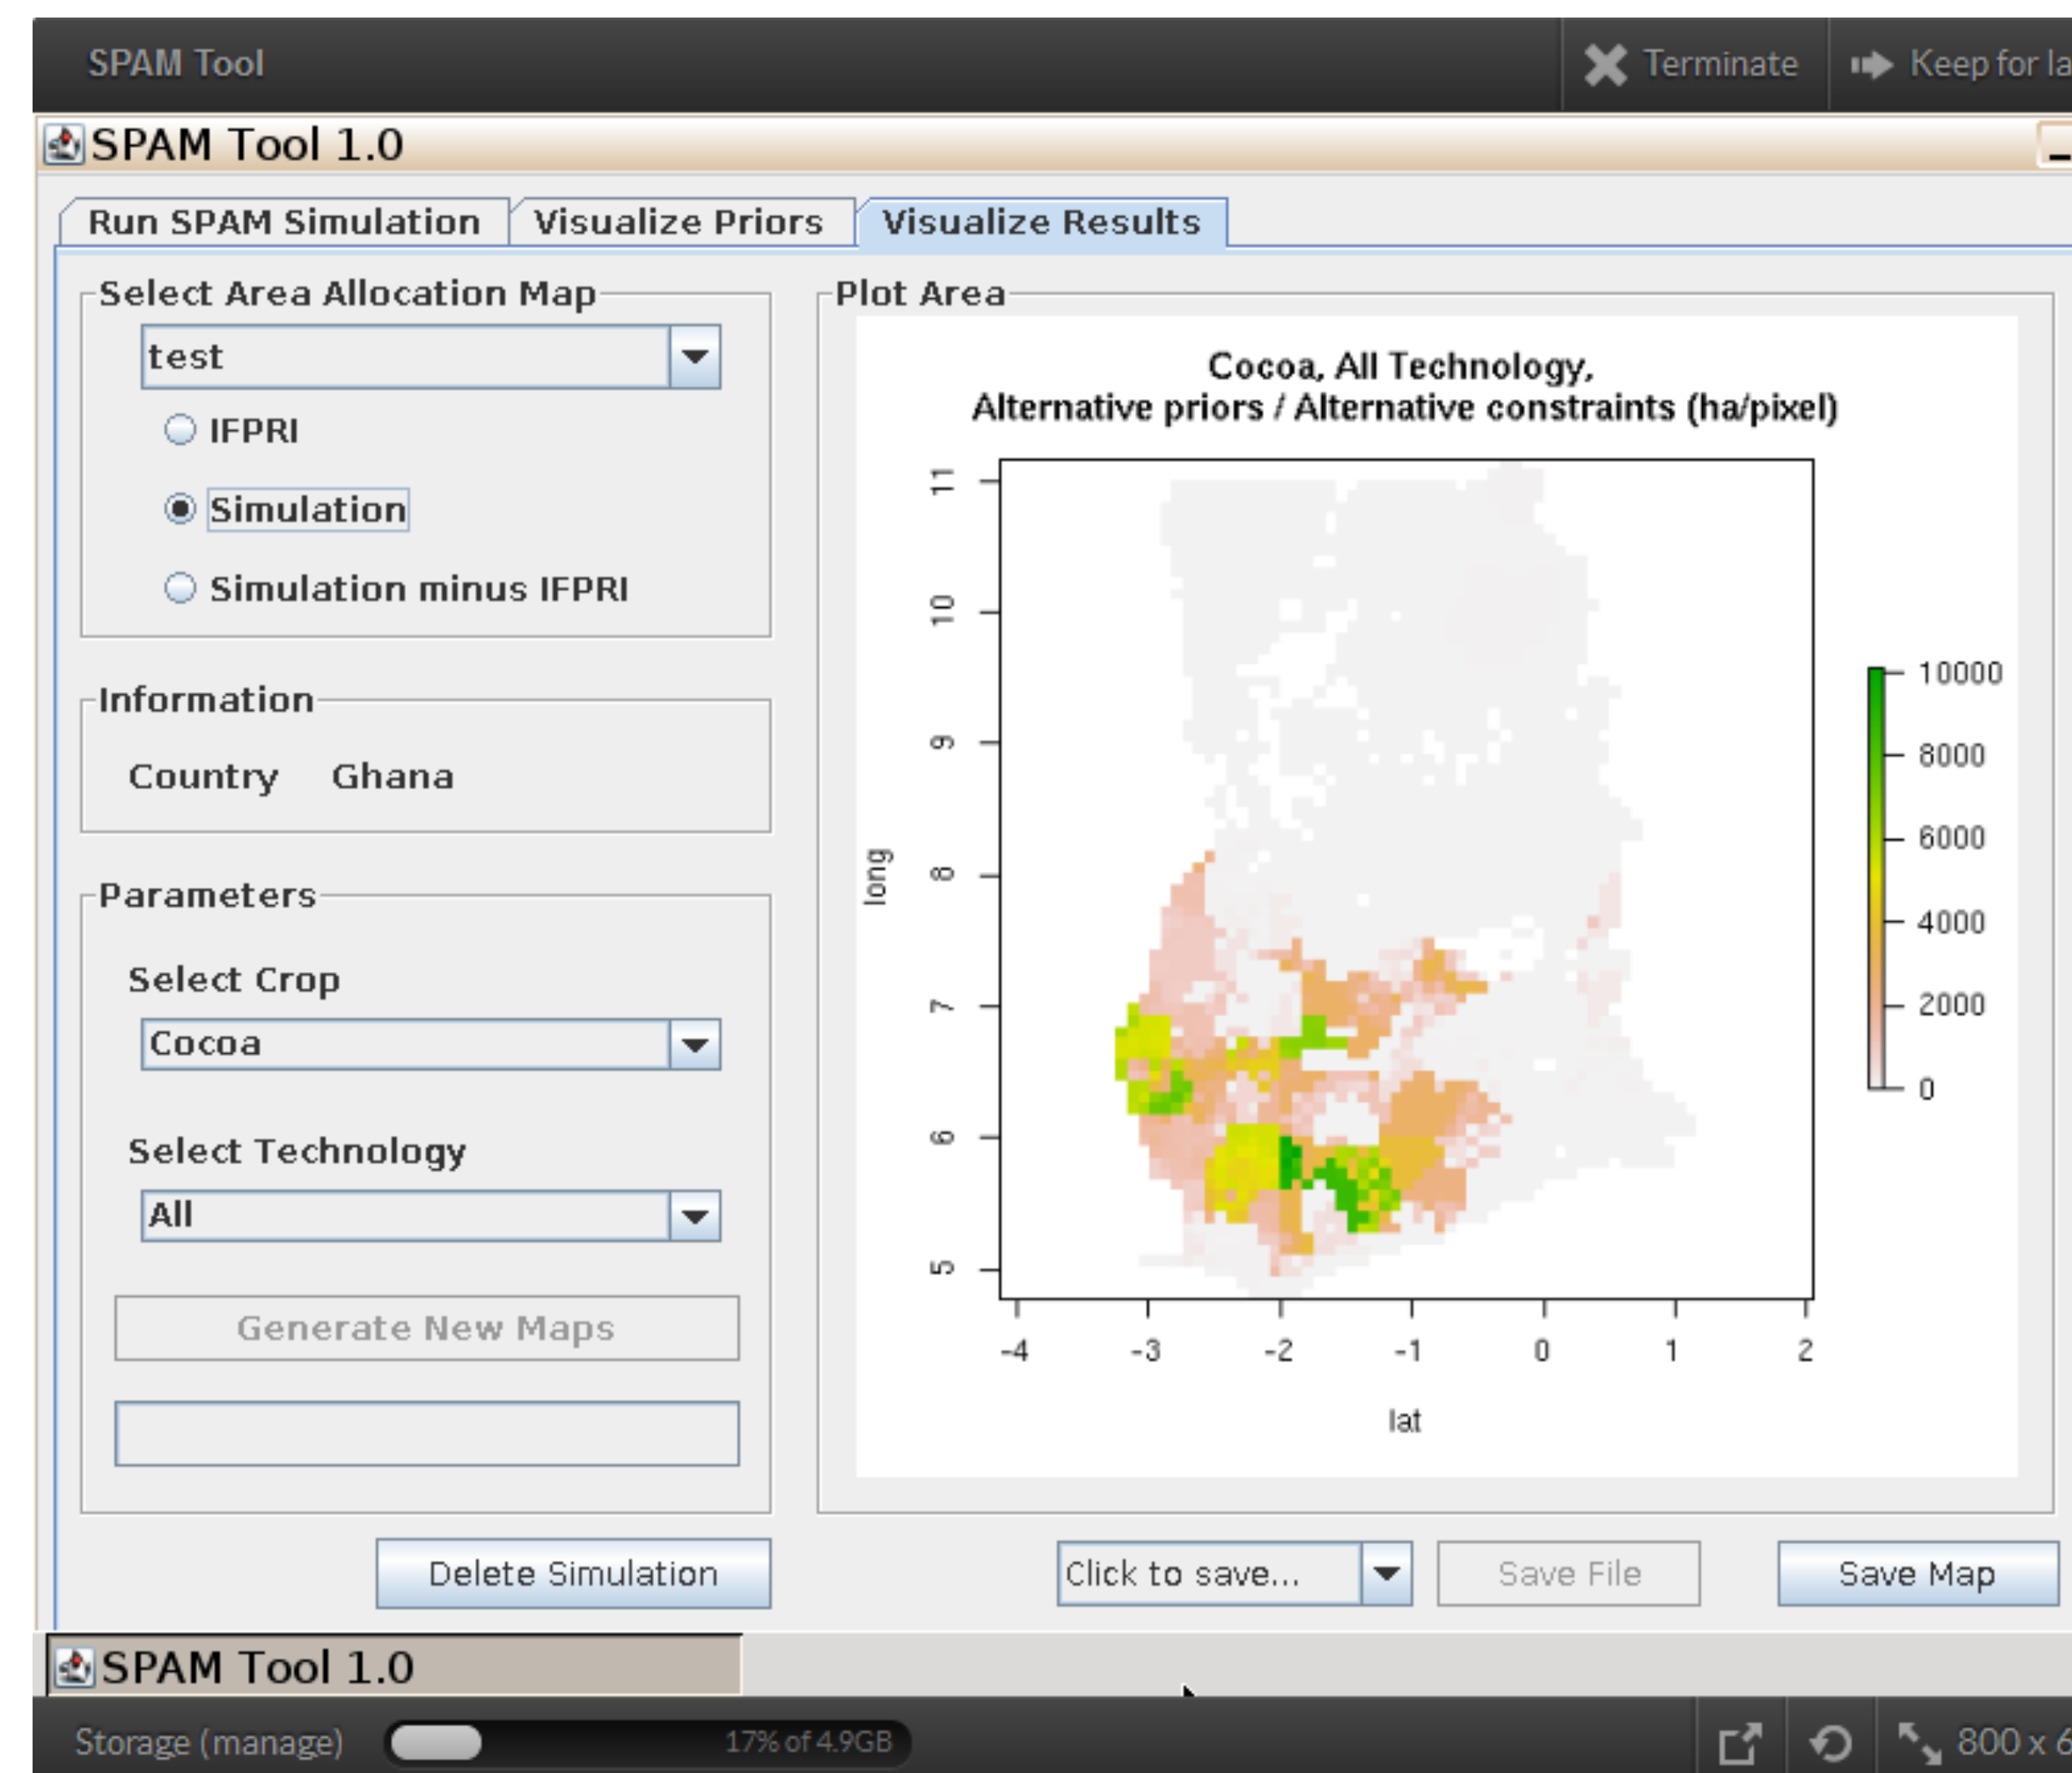 SPAM Tool
Terminate
Keep for la
SPAM Tool 1.0
Run SPAM Simulation
Visualize Priors
Visualize Results
Select Area Allocation Map
test
IFPRI
Simulation
Simulation minus IFPRI
Information
Country Ghana
Parameters
Select Crop
Cocoa
Select Technology
All
Generate New Maps
Delete Simulation
Plot Area
Cocoa, All Technology,
Alternative priors / Alternative constraints (ha/pixel)
11
10
9
8
7
6
5
long
-4 -3 -2 -1 0 1 2
lat
10000
8000
6000
4000
2000
0
Click to save...
Save File
Save Map
SPAM Tool 1.0
Storage (manage)
17% of 4.9GB
800 x 6